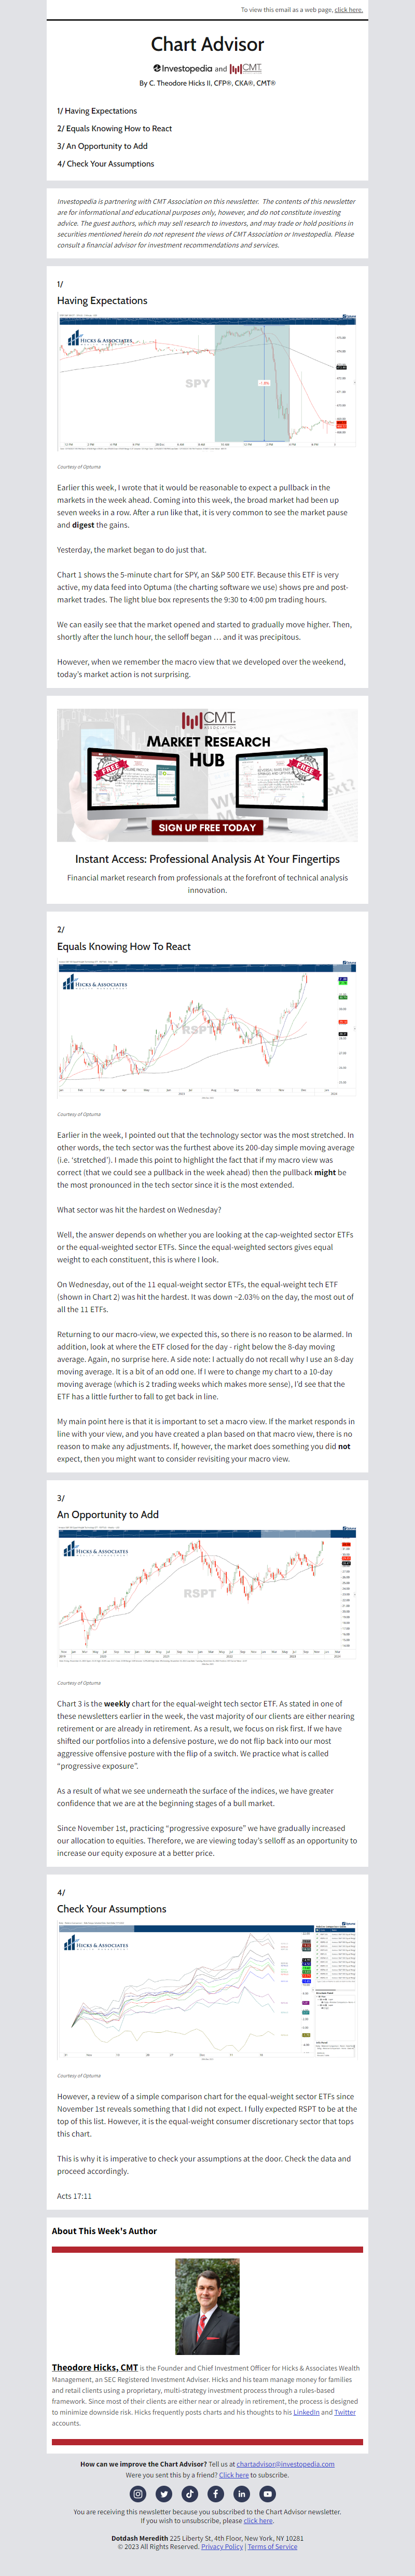 To view this email as a web page, click here.
Chart Advisor
Investopedia and CMT
By C. Theodore Hicks II, CFP®, CKA®, CMT®
1/ Having Expectations
2/ Equals Knowing How to React
3/ An Opportunity to Add
4/ Check Your Assumptions
Investopedia is partnering with CMT Association on this newsletter. The contents of this newsletter
are for informational and educational purposes only, however, and do not constitute investing
advice. The guest authors, which may sell research to investors, and may trade or hold positions in
securities mentioned herein do not represent the views of CMT Association or Investopedia. Please
consult a financial advisor for investment recommendations and services.
1/
Having Expectations
HICKS & ASSOCIATES
SPY
Courtesy of Optuma
Earlier this week, I wrote that it would be reasonable to expect a pullback in the
markets in the week ahead. Coming into this week, the broad market had been up
seven weeks in a row. After a run like that, it is very common to see the market pause
and digest the gains.
Yesterday, the market began to do just that.
Chart 1 shows the 5-minute chart for SPY, an S&P 500 ETF. Because this ETF is very
active, my data feed into Optuma (the charting software we use) shows pre and post-
market trades. The light blue box represents the 9:30 to 4:00 pm trading hours.
We can easily see that the market opened and started to gradually move higher. Then,
shortly after the lunch hour, the selloff began … and it was precipitous.
However, when we remember the macro view that we developed over the weekend,
today's market action is not surprising.
CMT
ASSOCIATION
MARKET RESEARCH
HUB
FREE
FREE
SIGN UP FREE TODAY
Instant Access: Professional Analysis At Your Fingertips
Financial market research from professionals at the forefront of technical analysis
innovation.
2/
Equals Knowing How To React
HICKS & ASSOCIATES
RSPT
Courtesy of Optuma
Earlier in the week, I pointed out that the technology sector was the most stretched. In
other words, the tech sector was the furthest above its 200-day simple moving average
(i.e. 'stretched'). I made this point to highlight the fact that if my macro view was
correct (that we could see a pullback in the week ahead) then the pullback might be
the most pronounced in the tech sector since it is the most extended.
What sector was hit the hardest on Wednesday?
Well, the answer depends on whether you are looking at the cap-weighted sector ETFs
or the equal-weighted sector ETFs. Since the equal-weighted sectors gives equal
weight to each constituent, this is where I look.
On Wednesday, out of the 11 equal-weight sector ETFs, the equal-weight tech ETF
(shown in Chart 2) was hit the hardest. It was down ~2.03% on the day, the most out of
all the 11 ETFs.
Returning to our macro-view, we expected this, so there is no reason to be alarmed. In
addition, look at where the ETF closed for the day - right below the 8-day moving
average. Again, no surprise here. A side note: I actually do not recall why I use an 8-day
moving average. It is a bit of an odd one. If I were to change my chart to a 10-day
moving average (which is 2 trading weeks which makes more sense), I'd see that the
ETF has a little further to fall to get back in line.
My main point here is that it is important to set a macro view. If the market responds in
line with your view, and you have created a plan based on that macro view, there is no
reason to make any adjustments. If, however, the market does something you did not
expect, then you might want to consider revisiting your macro view.
3/
An Opportunity to Add
HICKS & ASSOCIATES
RSPT
Courtesy of Optuma
Chart 3 is the weekly chart for the equal-weight tech sector ETF. As stated in one of
these newsletters earlier in the week, the vast majority of our clients are either nearing
retirement or are already in retirement. As a result, we focus on risk first. If we have
shifted our portfolios into a defensive posture, we do not flip back into our most
aggressive offensive posture with the flip of a switch. We practice what is called
"progressive exposure".
As a result of what we see underneath the surface of the indices, we have greater
confidence that we are at the beginning stages of a bull market.
Since November 1st, practicing "progressive exposure" we have gradually increased
our allocation to equities. Therefore, we are viewing today's selloff as an opportunity to
increase our equity exposure at a better price.
4/
Check Your Assumptions
HICKS & ASSOCIATES
Courtesy of Optuma
However, a review of a simple comparison chart for the equal-weight sector ETFs since
November 1st reveals something that I did not expect. I fully expected RSPT to be at the
top of this list. However, it is the equal-weight consumer discretionary sector that tops
this chart.
This is why it is imperative to check your assumptions at the door. Check the data and
proceed accordingly.
Acts 17:11
About This Week's Author
Theodore Hicks, CMT is the Founder and Chief Investment Officer for Hicks & Associates Wealth
Management, an SEC Registered Investment Adviser. Hicks and his team manage money for families
and retail clients using a proprietary, multi-strategy investment process through a rules-based
framework. Since most of their clients are either near or already in retirement, the process is designed
to minimize downside risk. Hicks frequently posts charts and his thoughts to his LinkedIn and Twitter
accounts.
How can we improve the Chart Advisor? Tell us at chartadvisor@investopedia.com
Were you sent this by a friend? Click here to subscribe.
You are receiving this newsletter because you subscribed to the Chart Advisor newsletter.
If you wish to unsubscribe, please click here.
Dotdash Meredith 225 Liberty St, 4th Floor, New York, NY 10281
© 2023 All Rights Reserved. Privacy Policy | Terms of Service